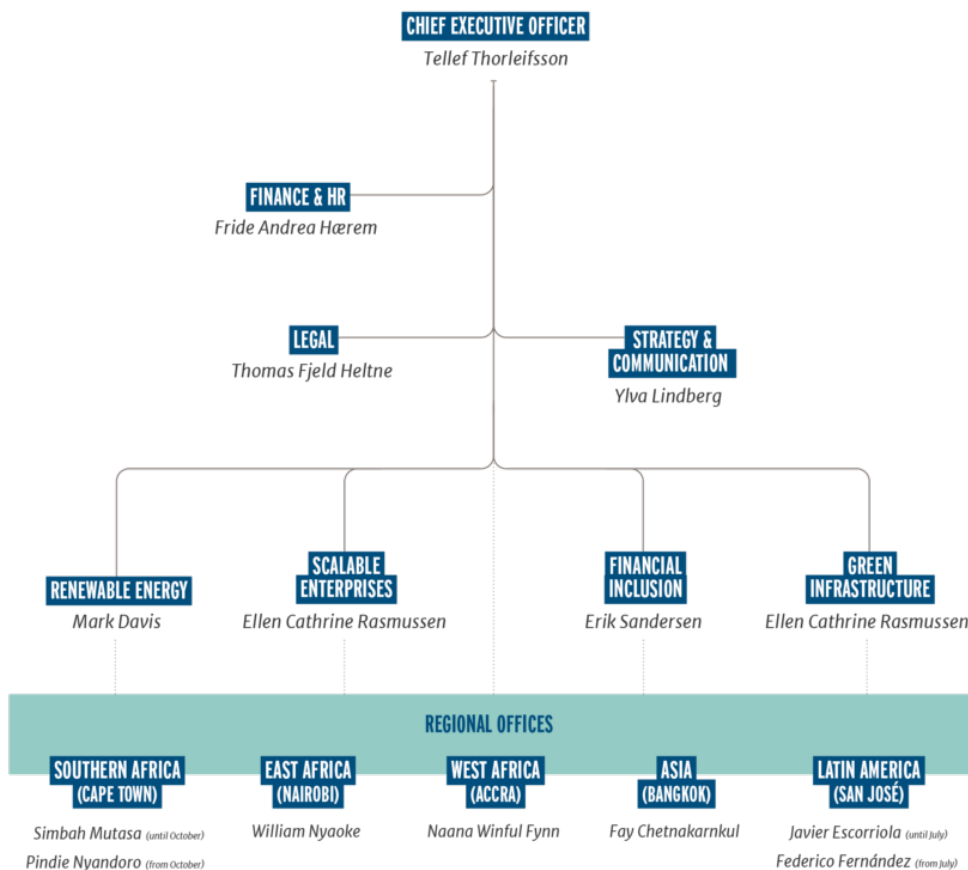 CHIEF EXECUTIVE OFFICER
Tellef Thorleifsson
FINANCE & HR
Fride Andrea Hærem
LEGAL
Thomas Fjeld Heltne
STRATEGY &
COMMUNICATION
Ylva Lindberg
RENEWABLE ENERGY
Mark Davis
SCALABLE
ENTERPRISES
Ellen Cathrine Rasmussen
FINANCIAL
INCLUSION
Erik Sandersen
GREEN
INFRASTRUCTURE
Ellen Cathrine Rasmussen
REGIONAL OFFICES
SOUTHERN AFRICA
(CAPE TOWN)
Simbah Mutasa (until October)
Pindie Nyandoro (from October)
EAST AFRICA
(NAIROBI)
William Nyaoke
WEST AFRICA
(ACCRA)
Naana Winful Fynn
ASIA
(BANGKOK)
Fay Chetnakarnkul
LATIN AMERICA
(SAN JOSÉ)
Javier Escorriola (until July)
Federico Fernández (from July)